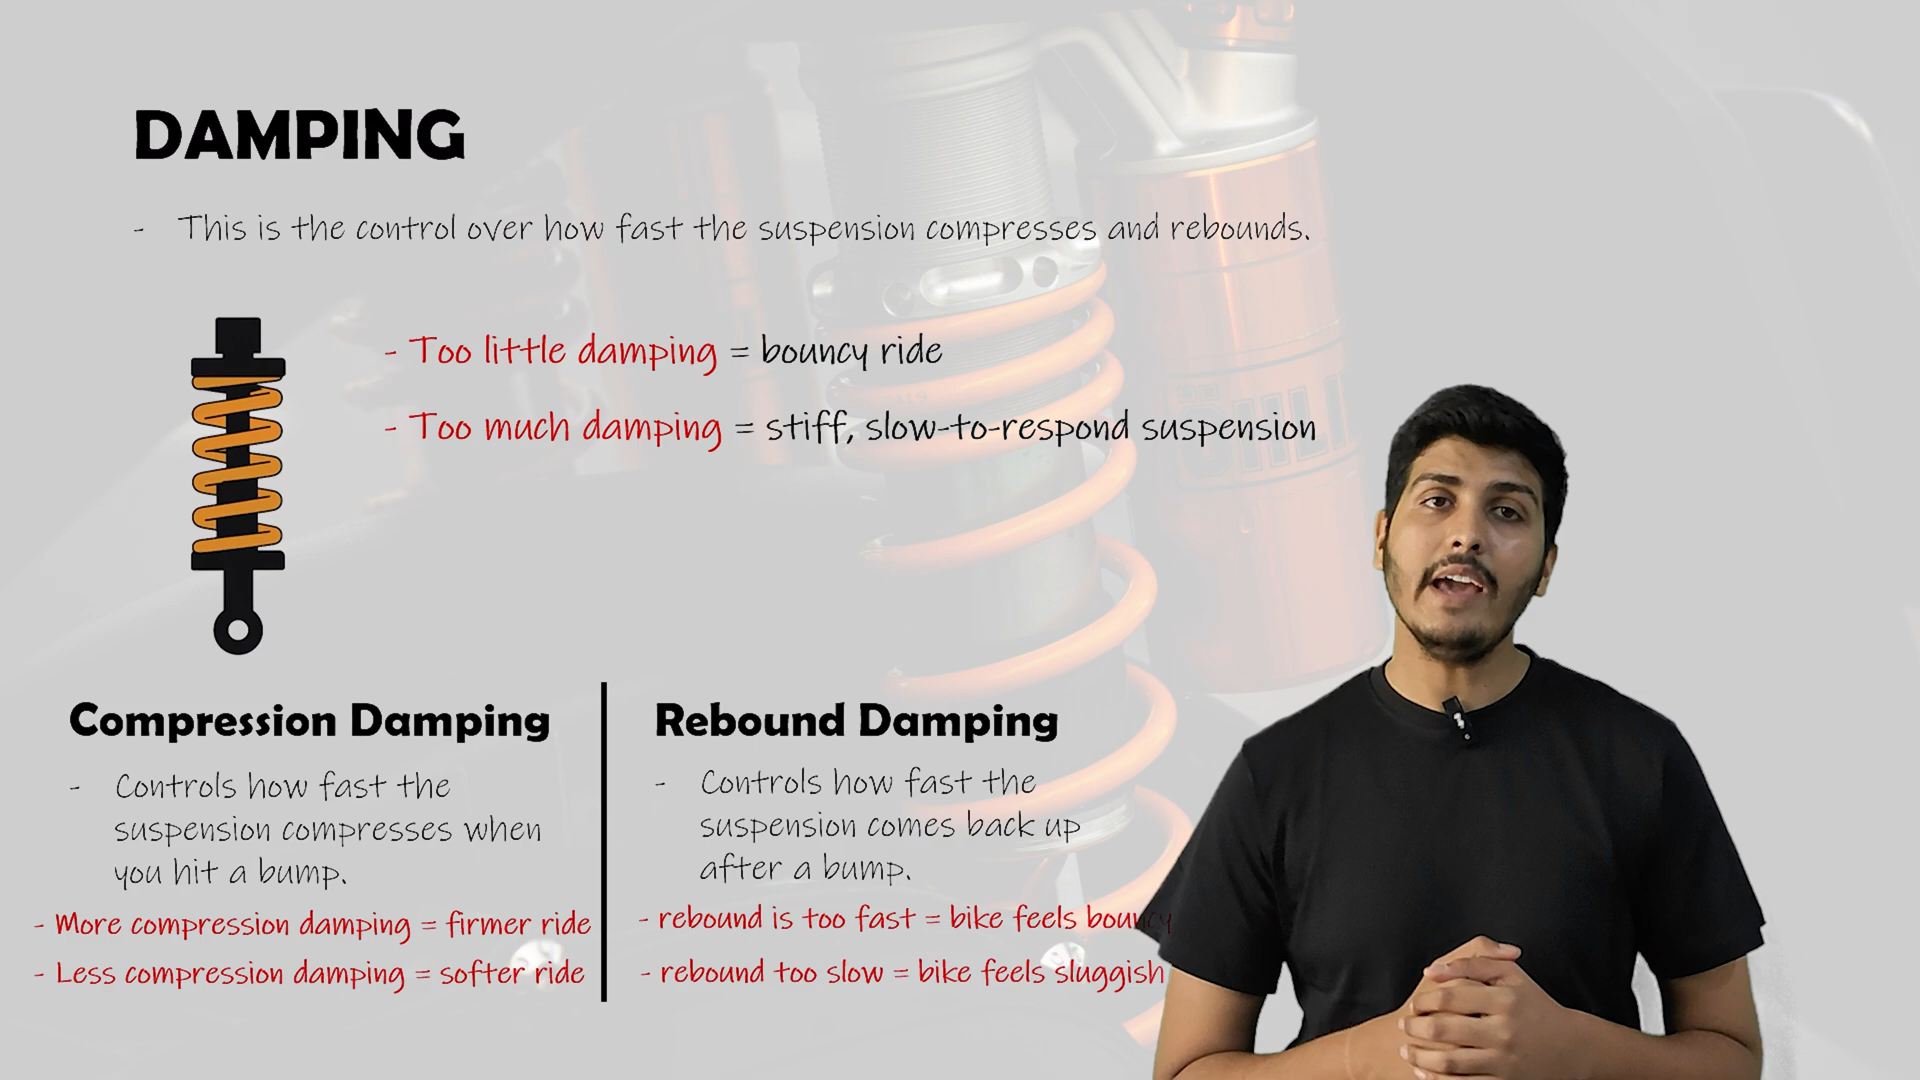 DAMPING
- This is the control over how fast the suspension compresses and rebounds.
- Too little damping = bouncy ride
- Too much damping = stiff, slow-to-respond suspension
Compression Damping
- Controls how fast the
suspension compresses when
you hit a bump.
- More compression damping = firmer ride
- Less compression damping = softer ride
Rebound Damping
- Controls how fast the
suspension comes back up
after a bump.
- rebound is too fast = bike feels bouncy
- rebound too slow = bike feels sluggish